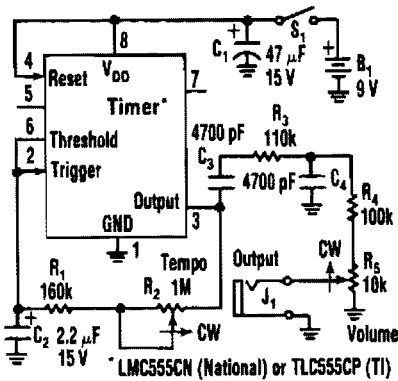 S₁
+
C₁
47 µF
15 V
+
B₁
9 V
4
8
Reset
V_DD
7
5
Timer*
6
Threshold
2
Trigger
Output
3
GND
1
4700 pF
C₃
R₃
110k
4700 pF
C₄
R₄
100k
R₁
160k
Tempo
R₂
1M
CW
Output
J₁
CW
R₅
10k
Volume
+
C₂
2.2 µF
15 V
* LMC555CN (National) or TLC555CP (TI)